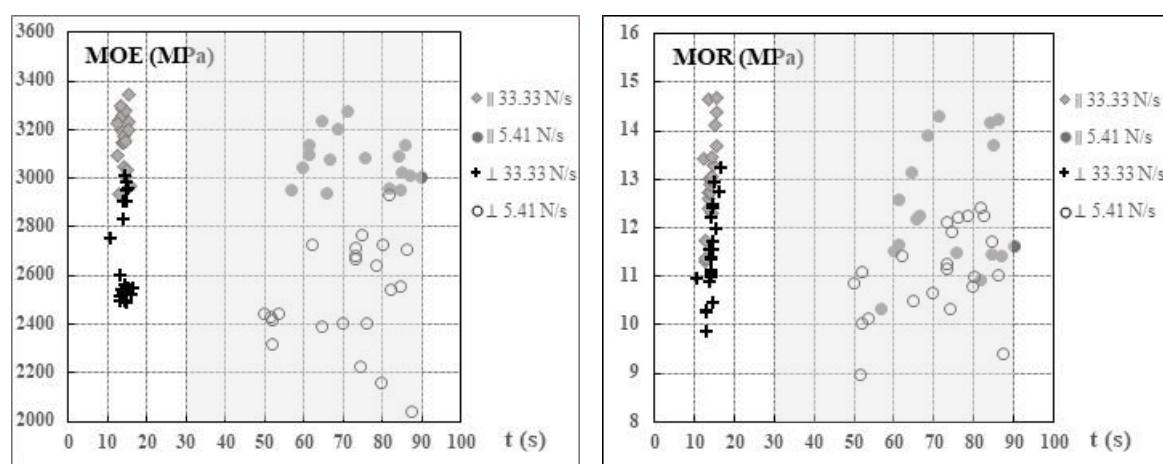 MOE (MPa)
3600
3400
3200
3000
2800
2600
2400
2200
2000
0 10 20 30 40 50 60 70 80 90 100 t (s)
|| 33.33 N/s
|| 5.41 N/s
⊥ 33.33 N/s
⊥ 5.41 N/s
MOR (MPa)
16
15
14
13
12
11
10
9
8
0 10 20 30 40 50 60 70 80 90 100 t (s)
|| 33.33 N/s
|| 5.41 N/s
⊥ 33.33 N/s
⊥ 5.41 N/s